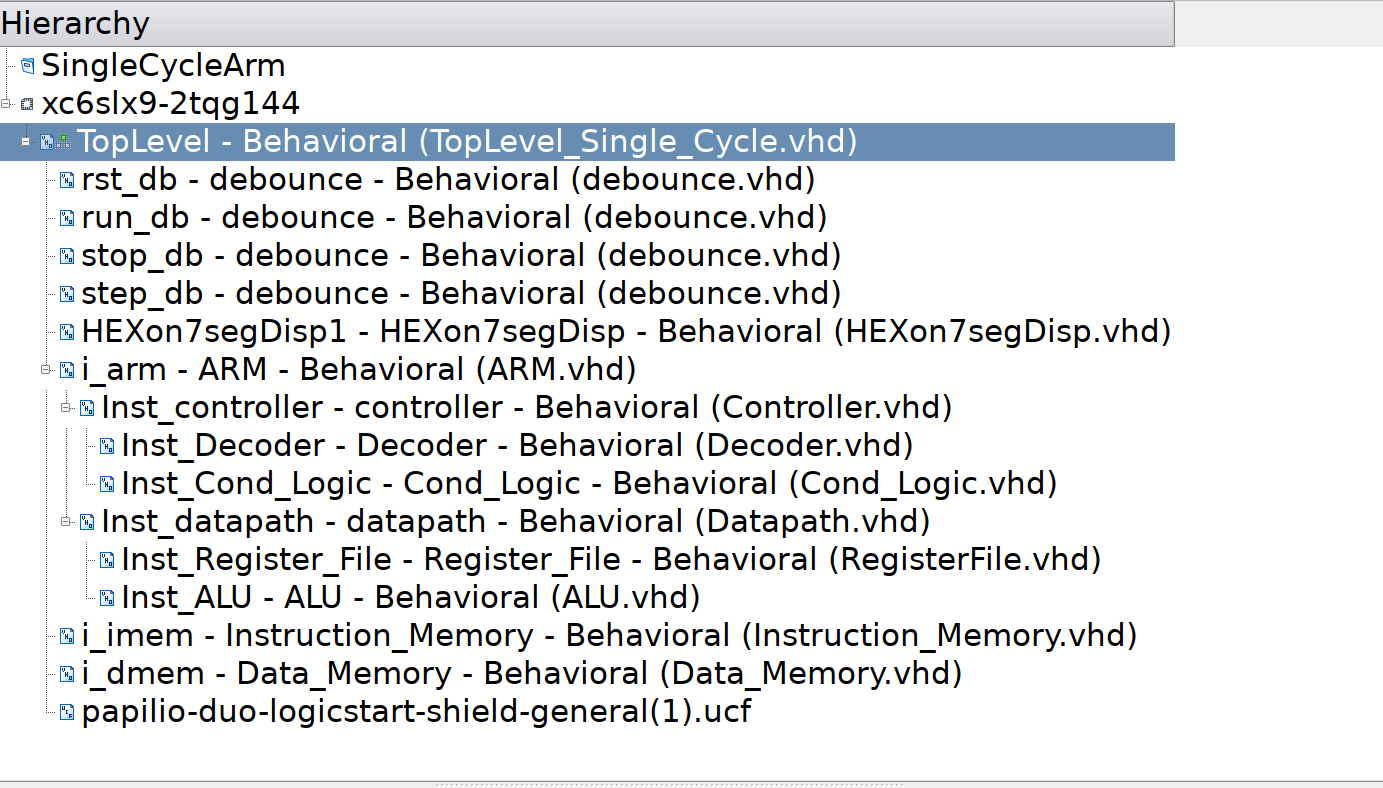 Hierarchy
SingleCycleArm
xc6slx9-2tqg144
TopLevel - Behavioral (TopLevel_Single_Cycle.vhd)
rst_db - debounce - Behavioral (debounce.vhd)
run_db - debounce - Behavioral (debounce.vhd)
stop_db - debounce - Behavioral (debounce.vhd)
step_db - debounce - Behavioral (debounce.vhd)
HEXon7segDisp1 - HEXon7segDisp - Behavioral (HEXon7segDisp.vhd)
i_arm - ARM - Behavioral (ARM.vhd)
Inst_controller - controller - Behavioral (Controller.vhd)
Inst_Decoder - Decoder - Behavioral (Decoder.vhd)
Inst_Cond_Logic - Cond_Logic - Behavioral (Cond_Logic.vhd)
Inst_datapath - datapath - Behavioral (Datapath.vhd)
Inst_Register_File - Register_File - Behavioral (RegisterFile.vhd)
Inst_ALU - ALU - Behavioral (ALU.vhd)
i_imem - Instruction_Memory - Behavioral (Instruction_Memory.vhd)
i_dmem - Data_Memory - Behavioral (Data_Memory.vhd)
papilio-duo-logicstart-shield-general(1).ucf